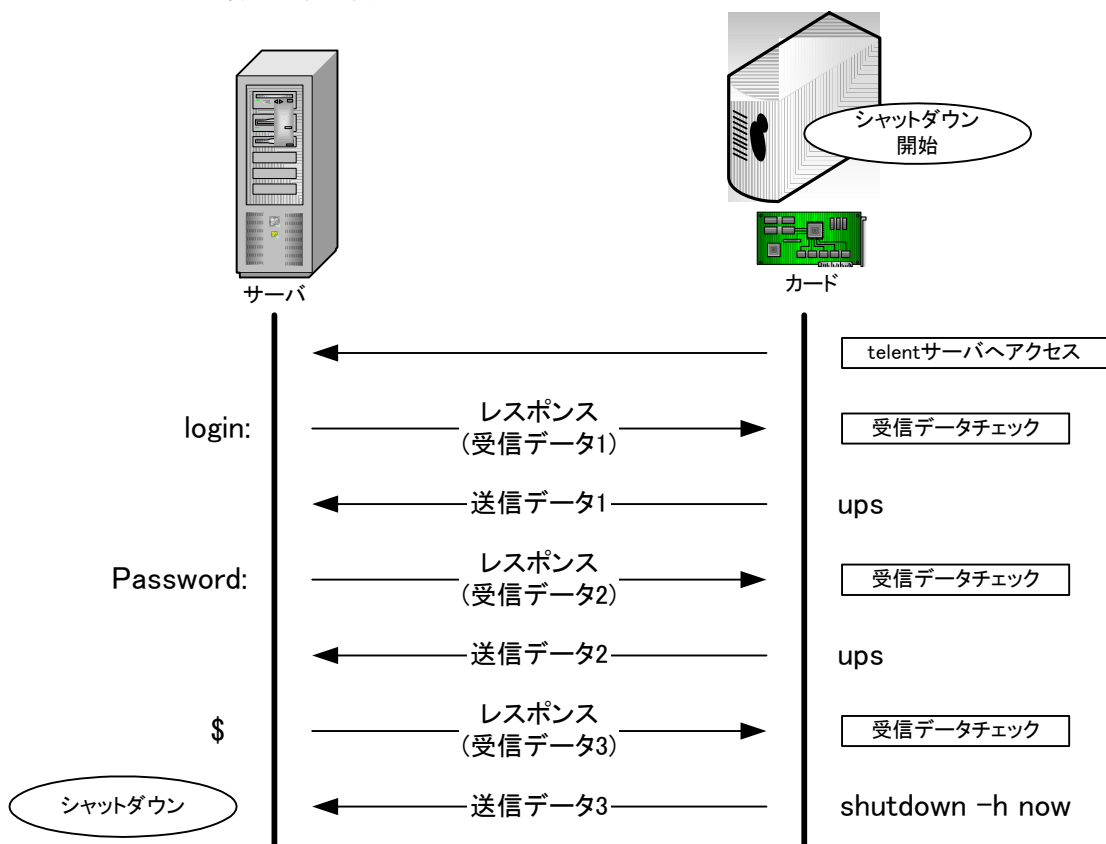 シャットダウン
開始
サーバ
カード
telentサーバへアクセス
login:
レスポンス
(受信データ1)
受信データチェック
送信データ1
ups
Password:
レスポンス
(受信データ2)
受信データチェック
送信データ2
ups
$
レスポンス
(受信データ3)
受信データチェック
シャットダウン
送信データ3
shutdown -h now